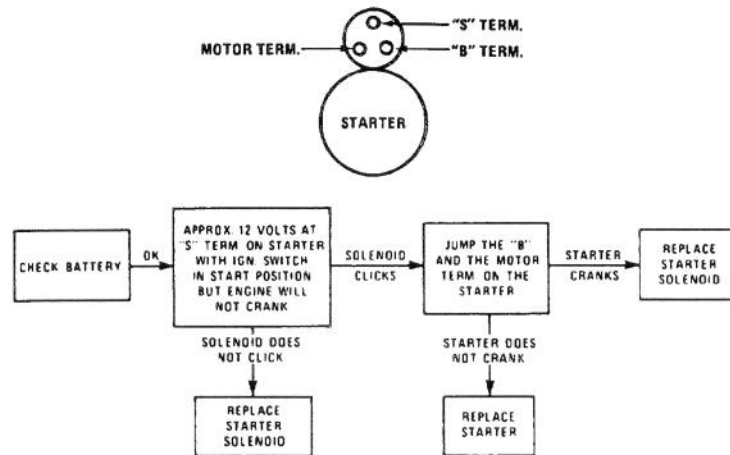 "S" TERM.
MOTOR TERM.
"B" TERM.
STARTER
CHECK BATTERY
OK
APPROX. 12 VOLTS AT
"S" TERM ON STARTER
WITH IGN. SWITCH
IN START POSITION
BUT ENGINE WILL
NOT CRANK
SOLENOID
CLICKS
JUMP THE "B"
AND THE MOTOR
TERM ON THE
STARTER
STARTER
CRANKS
REPLACE
STARTER
SOLENOID
SOLENOID DOES
NOT CLICK
STARTER DOES
NOT CRANK
REPLACE
STARTER
SOLENOID
REPLACE
STARTER